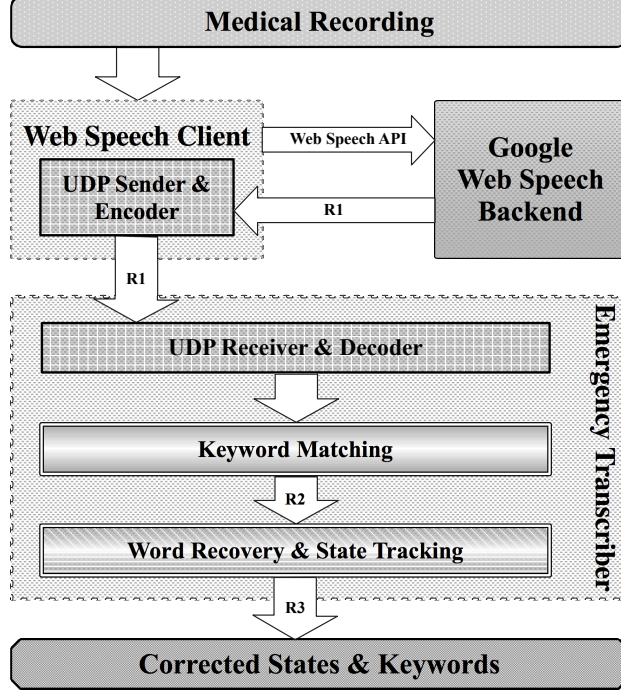 Medical Recording
Web Speech Client
Web Speech API
Google
Web Speech
Backend
UDP Sender &
Encoder
R1
R1
UDP Receiver & Decoder
Keyword Matching
R2
Word Recovery & State Tracking
Emergency Transcriber
R3
Corrected States & Keywords